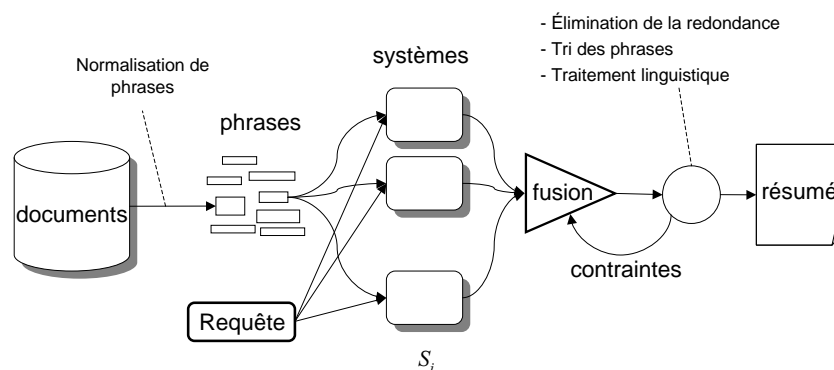 - Élimination de la redondance
- Tri des phrases
- Traitement linguistique
systèmes
Normalisation de
phrases
phrases
documents
fusion
résumé
contraintes
Requête
S_i